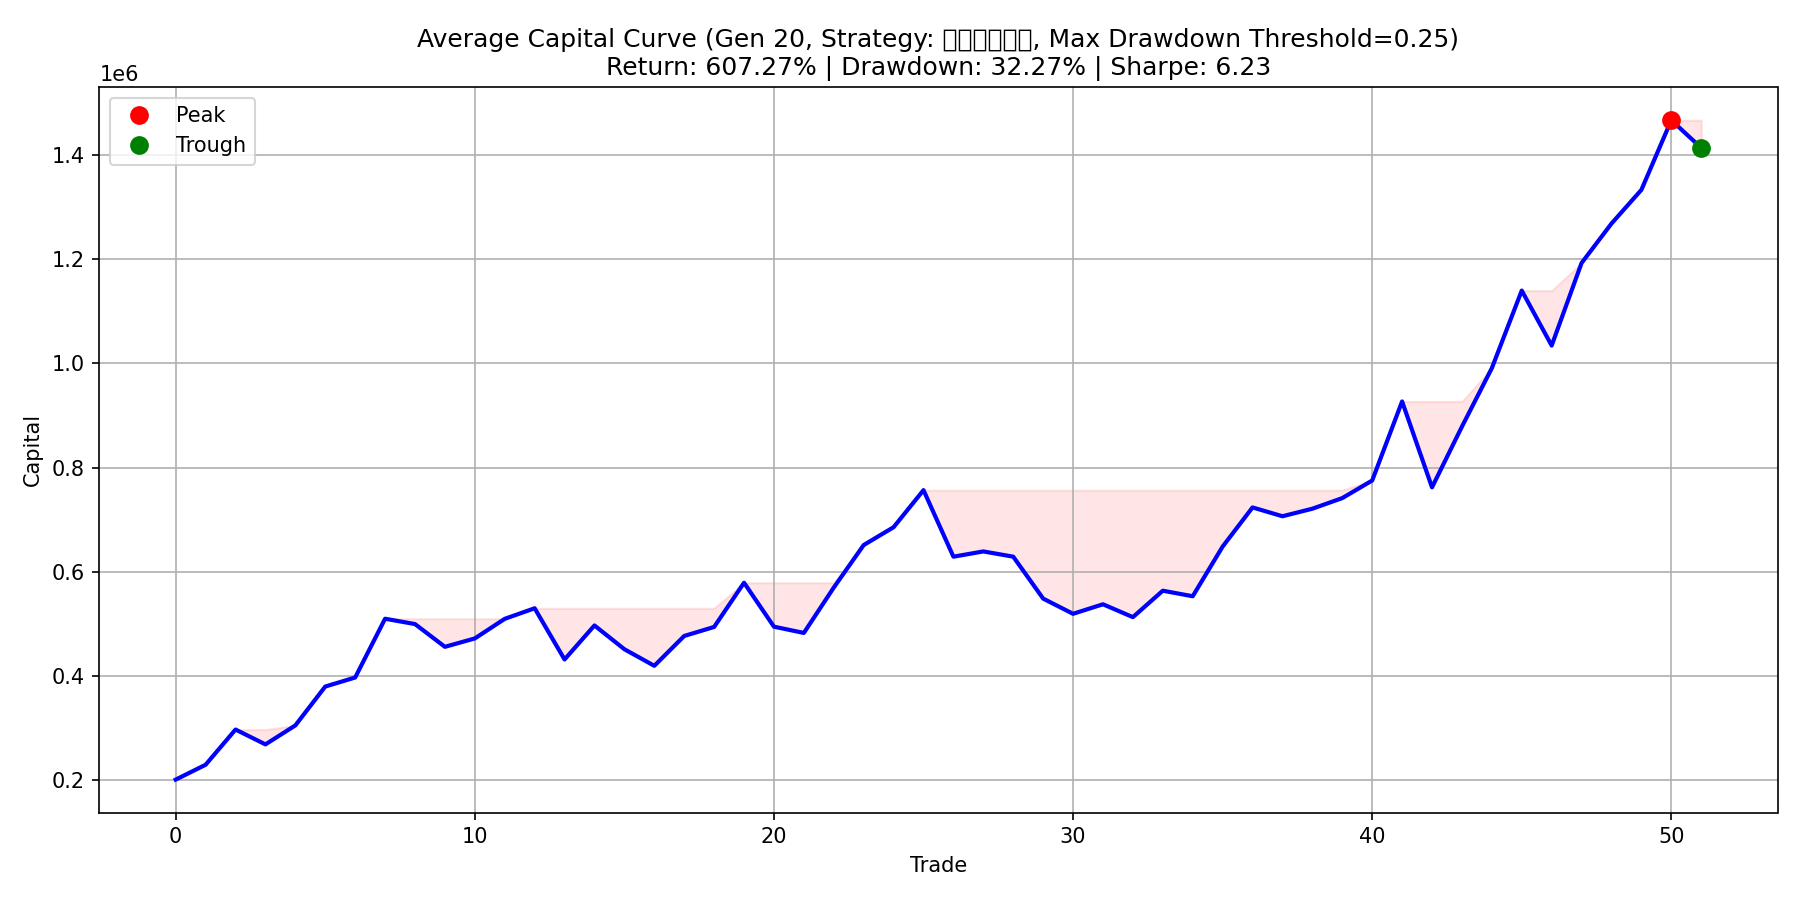 Average Capital Curve (Gen 20, Strategy: □□□□□□, Max Drawdown Threshold=0.25)
Return: 607.27% | Drawdown: 32.27% | Sharpe: 6.23
1e6
Peak
Trough
1.4
1.2
1.0
0.8
0.6
0.4
0.2
Capital
0
10
20
30
40
50
Trade